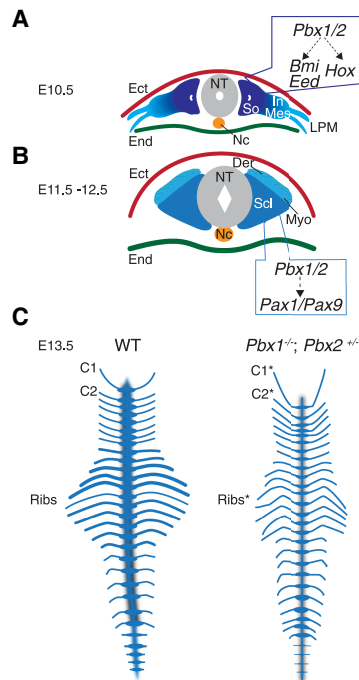 A
Pbx1/2
Bmi Hox
Eed
NT
Ect
E10.5
So
In
Mes
LPM
End
Nc
B
Der
Ect
NT
E11.5 -12.5
Scl
Myo
Nc
End
Pbx1/2
Pax1/Pax9
C
E13.5
WT
Pbx1-/-; Pbx2 +/-
C1
C1*
C2
C2*
Ribs
Ribs*